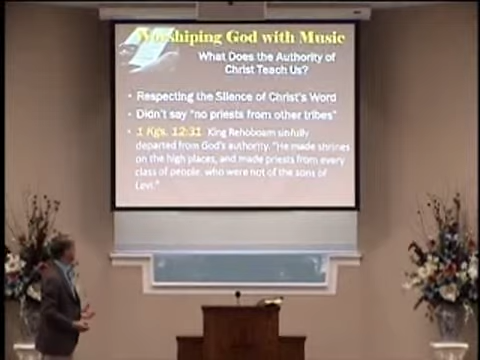 Worshiping God with Music
What Does the Authority of
Christ Teach Us?
• Respecting the Silence of Christ's Word
• Didn't say "no priests from other tribes"
• 1 Kgs. 12:31 King Rehoboam sinfully
departed from God's authority. "He made shrines
on the high places, and made priests from every
class of people, who were not of the sons of
Levi."